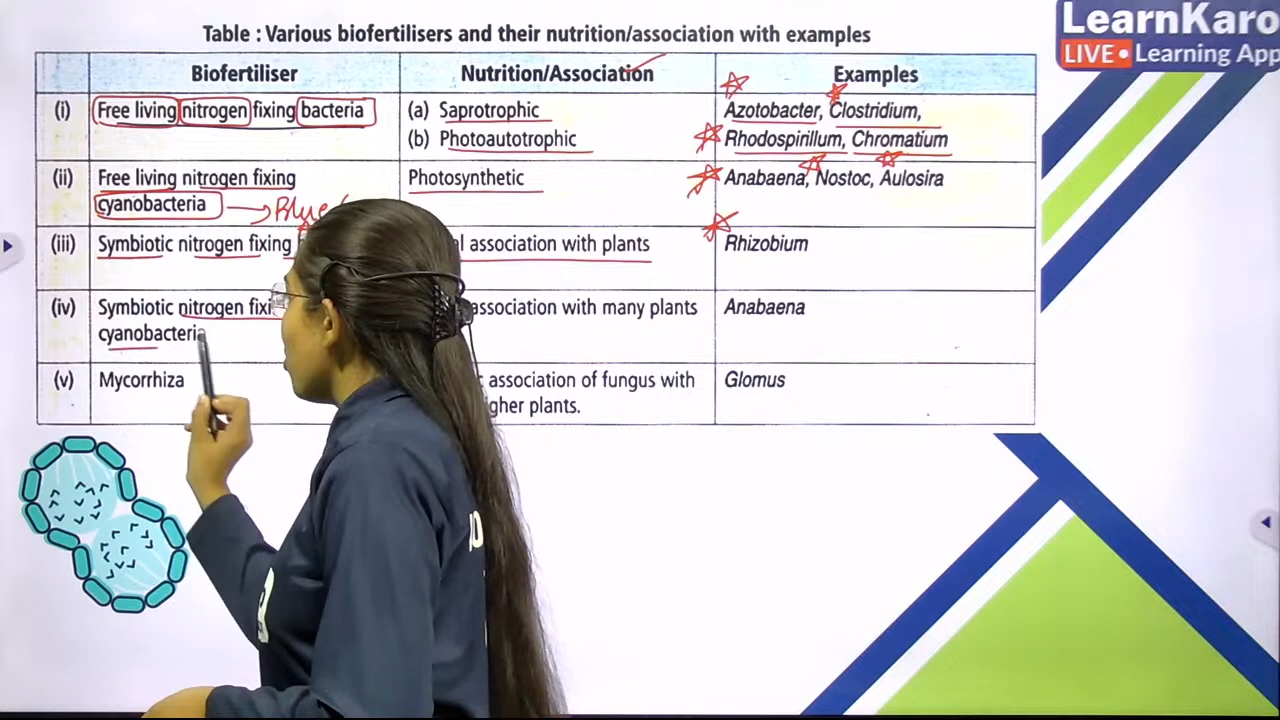 LearnKaro
LIVE • Learning App
Table : Various biofertilisers and their nutrition/association with examples
Biofertiliser
Nutrition/Association
Examples
(i)
Free living nitrogen fixing bacteria
(a) Saprotrophic
(b) Photoautotrophic
Azotobacter, Clostridium,
Rhodospirillum, Chromatium
(ii)
Free living nitrogen fixing
cyanobacteria
Photosynthetic
Anabaena, Nostoc, Aulosira
(iii)
Symbiotic nitrogen fixing
association with plants
Rhizobium
(iv)
Symbiotic nitrogen
cyanobacteria
association with many plants
Anabaena
(v)
Mycorrhiza
association of fungus with
plants.
Glomus